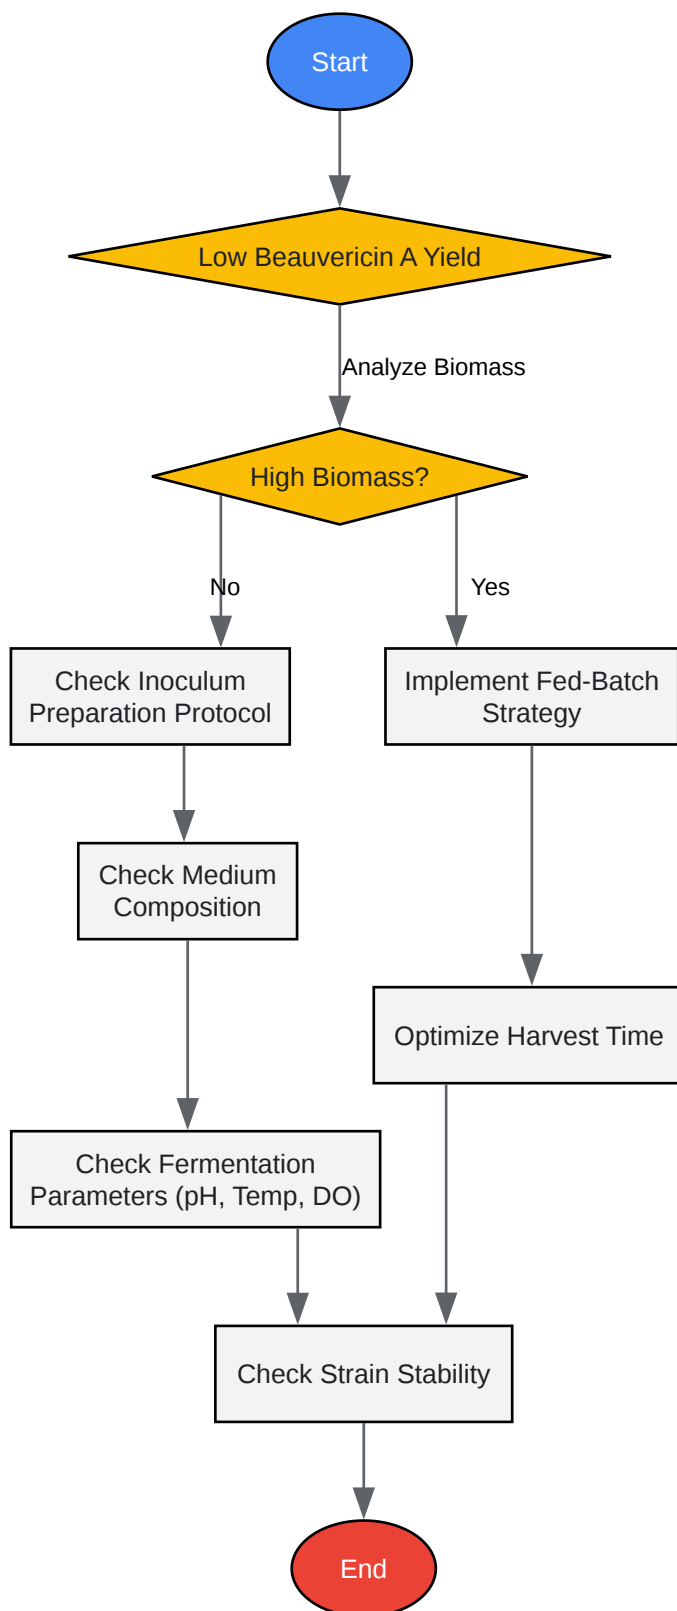 Start
Low Beauvericin A Yield
Analyze Biomass
High Biomass?
No
Yes
Check Inoculum
Preparation Protocol
Implement Fed-Batch
Strategy
Check Medium
Composition
Optimize Harvest Time
Check Fermentation
Parameters (pH, Temp, DO)
Check Strain Stability
End